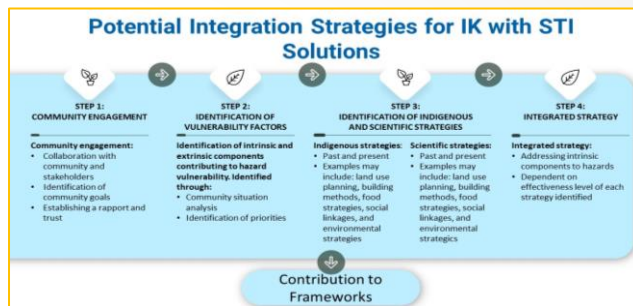 Potential Integration Strategies for IK with STI
Solutions
STEP 1:
COMMUNITY ENGAGEMENT
Community engagement:
• Collaboration with
community and
stakeholders
• Identification of
community goals
• Establishing a rapport and
trust
STEP 2:
IDENTIFICATION OF
VULNERABILITY FACTORS
Identification of intrinsic and
extrinsic components
contributing to hazard
vulnerability. Identified
through:
• Community situation
analysis
• Identification of priorities
STEP 3:
IDENTIFICATION OF INDIGENOUS
AND SCIENTIFIC STRATEGIES
Indigenous strategies:
• Past and present
• Examples may
include: land use
planning, building
methods, food
strategies, social
linkages, and
environmental
strategies
Scientific strategies:
• Past and present
• Examples may
include: land use
planning, building
methods, food
strategies, social
linkages, and
environmental
strategics
STEP 4:
INTEGRATED STRATEGY
Integrated strategy:
• Addressing intrinsic
components to hazards
• Dependent on
effectiveness level of each
strategy identified
Contribution to
Frameworks